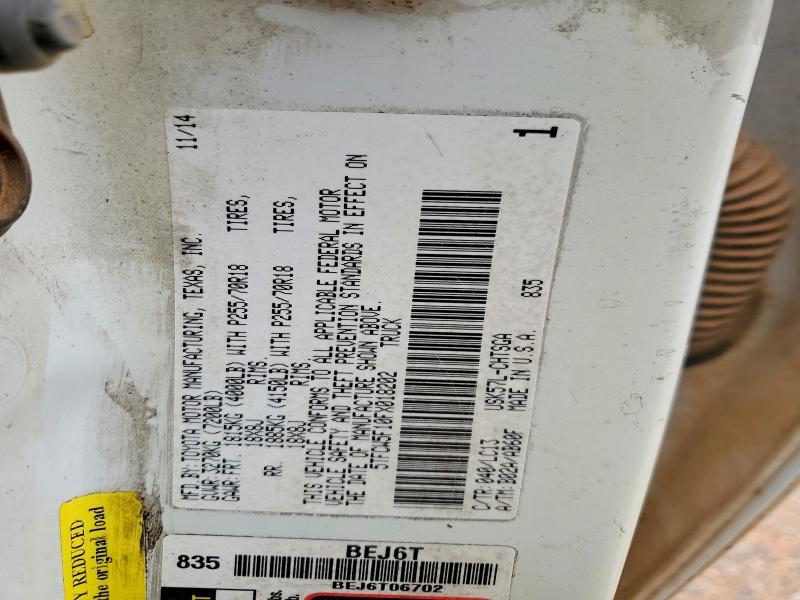 MFD.BY: TOYOTA MOTOR MANUFACTURING, TEXAS, INC. 11/14
GVWR: 3270KG (7200LB)
GAWR: FRT. 1815KG (4000LB) WITH P255/70R18 TIRES,
18X8J RIMS
RR. 1885KG (4150LB) WITH P255/70R18 TIRES,
18X8J RIMS
THIS VEHICLE CONFORMS TO ALL APPLICABLE FEDERAL MOTOR
VEHICLE SAFETY AND THEFT PREVENTION STANDARDS IN EFFECT ON
THE DATE OF MANUFACTURE SHOWN ABOVE.
5TFCW5F10FX018202 TRUCK
C/TR: 040/LC13 USK57L-CHTSGA 835
A/TM: B02A/AB60F MADE IN U.S.A.
1
Y REDUCED
the original load
BEJ6T
835
BEJ6T06702